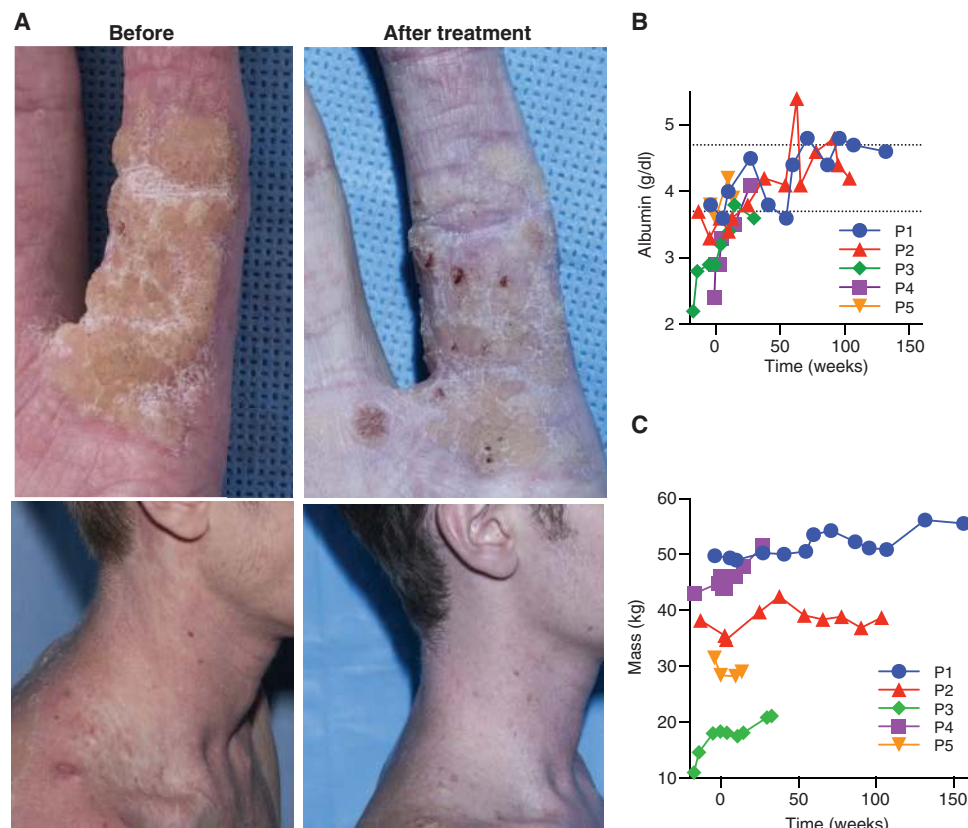 A
Before
After treatment
B
Albumin (g/dl)
5
4
3
2
P1
P2
P3
P4
P5
0
50
100
150
Time (weeks)
C
Mass (kg)
60
50
40
30
20
10
P1
P2
P3
P4
P5
0
50
100
150
Time (weeks)